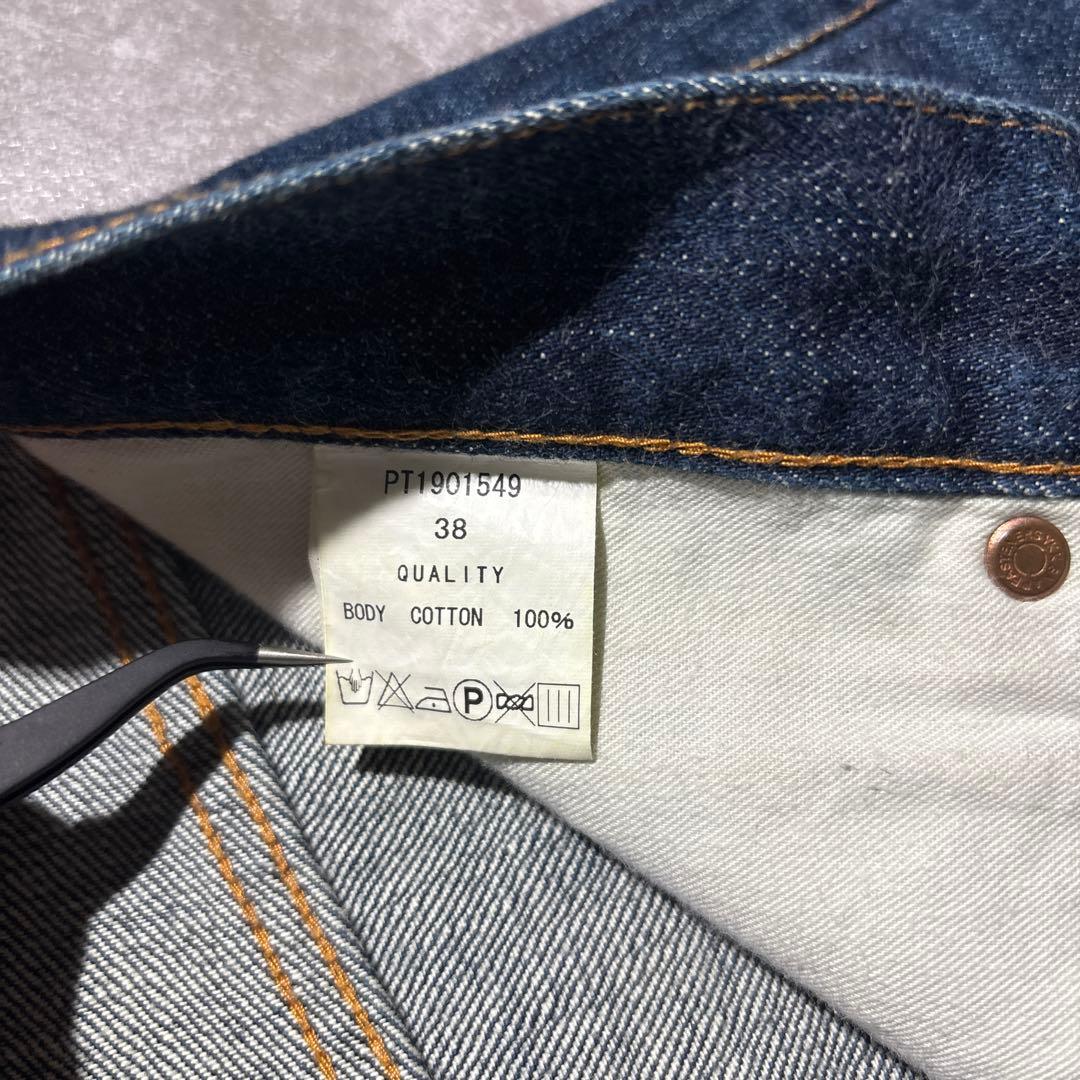 PT1901549
38
QUALITY
BODY COTTON 100%
P